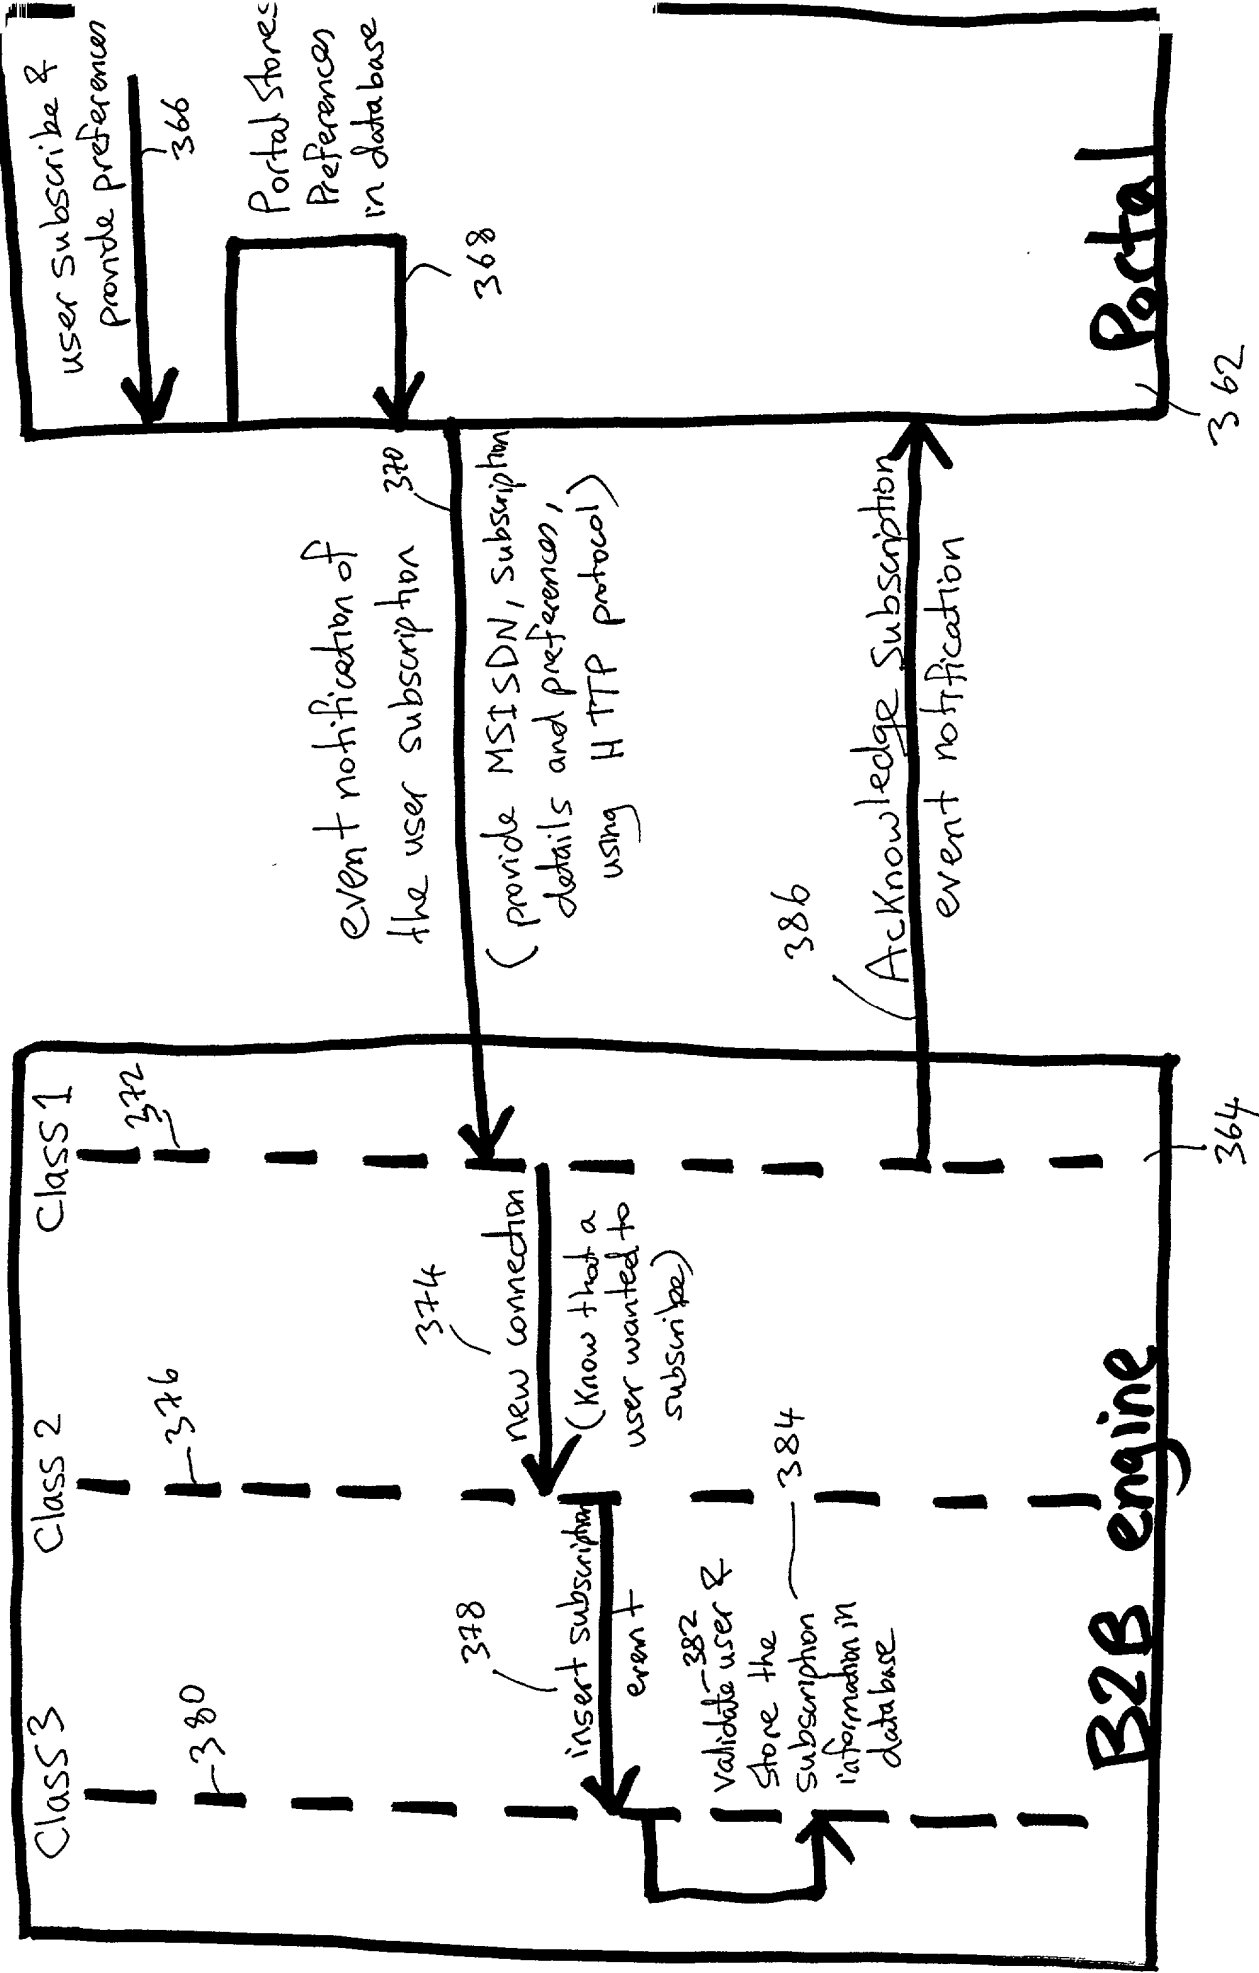 Class 3
Class 2
Class 1
user subscribe &
provide preferences
380
376
372
366
Portal Stores
Preferences
in database
368
event notification of
the user subscription
370
(provide MSISDN, subscription
details and preferences,
using HTTP protocol)
374
new connection
(Know that a
user wanted to
subscribe)
378
insert subscription
event
382
validate user &
Store the
subscription
information in
database
384
386
Acknowledge Subscription
event notification
B2B engine
364
Portal
362